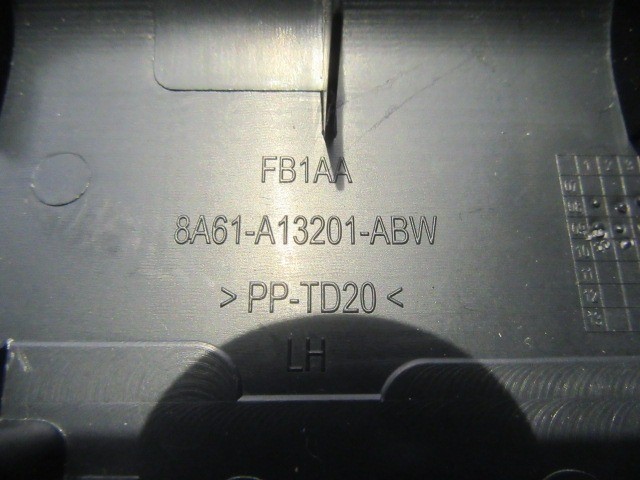 FB1AA
8A61-A13201-ABW
> PP-TD20 <
LH